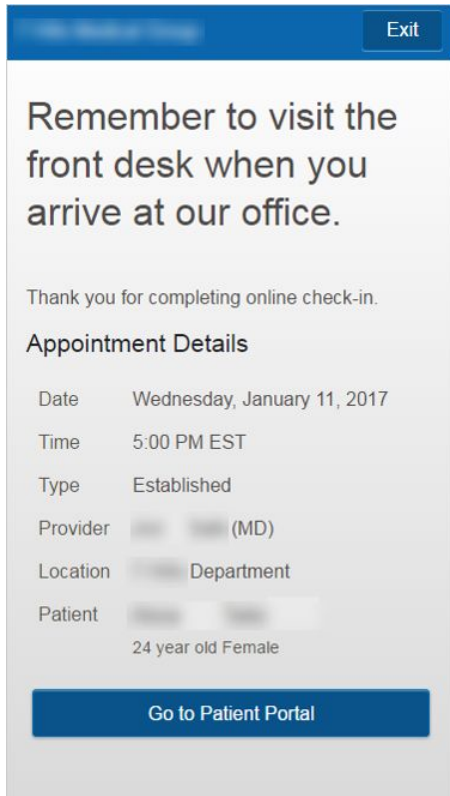 Exit
Remember to visit the
front desk when you
arrive at our office.
Thank you for completing online check-in.
Appointment Details
Date Wednesday, January 11, 2017
Time 5:00 PM EST
Type Established
Provider (MD)
Location Department
Patient
24 year old Female
Go to Patient Portal